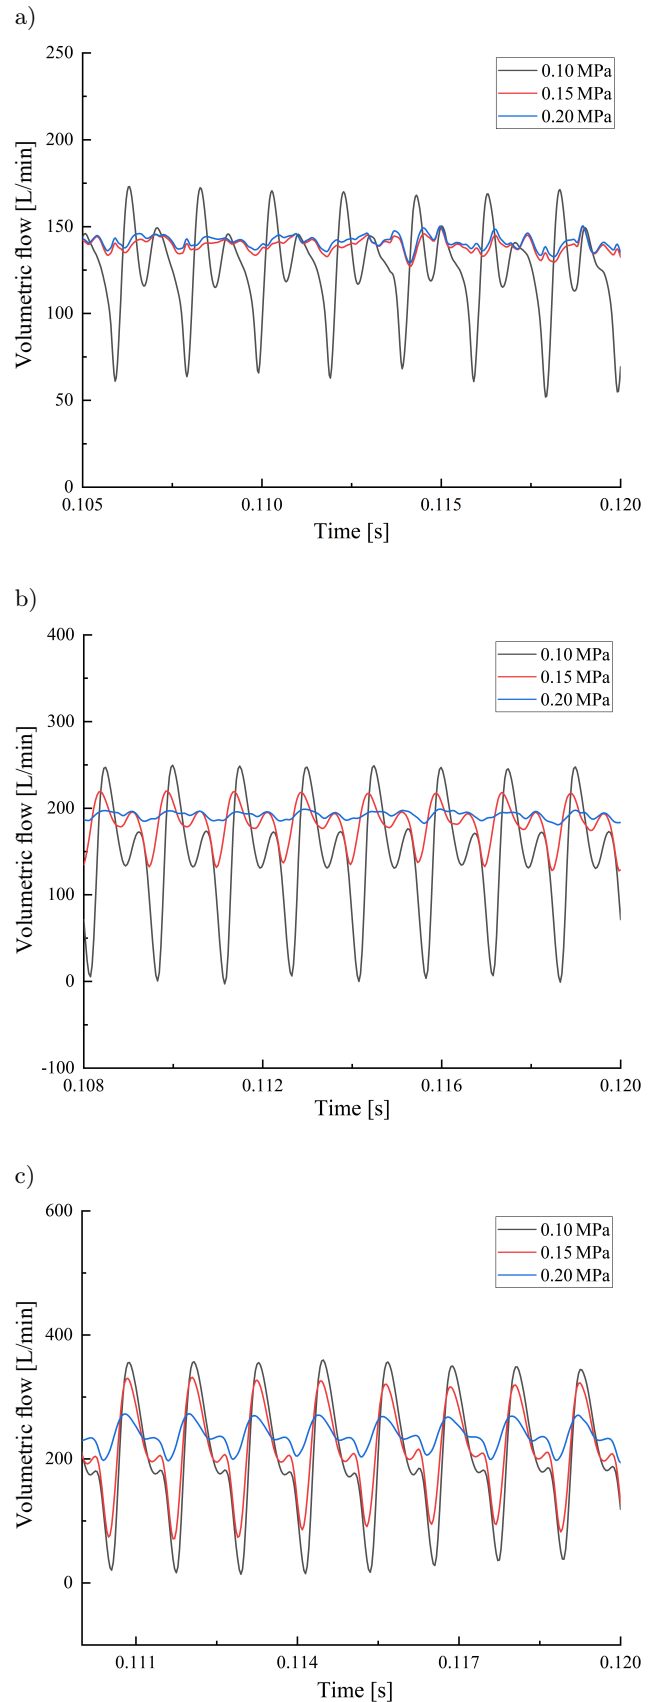 a)
250
200
150
100
50
0
Volumetric flow [L/min]
0.10 MPa
0.15 MPa
0.20 MPa
0.105 0.110 0.115 0.120
Time [s]
b)
400
300
200
100
0
-100
Volumetric flow [L/min]
0.10 MPa
0.15 MPa
0.20 MPa
0.108 0.112 0.116 0.120
Time [s]
c)
600
400
200
0
Volumetric flow [L/min]
0.10 MPa
0.15 MPa
0.20 MPa
0.111 0.114 0.117 0.120
Time [s]